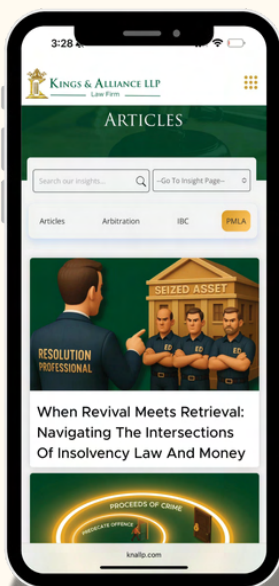 3:28
KINGS & ALLIANCE LLP
Law Firm
ARTICLES
Search our insights...
--Go To Insight Page--
Articles Arbitration IBC PMLA
SEIZED ASSET
RESOLUTION
PROFESSIONAL
ED ED ED
When Revival Meets Retrieval:
Navigating The Intersections
Of Insolvency Law And Money
PROCEEDS OF CRIME
PREDICATE OFFENCE
knallp.com